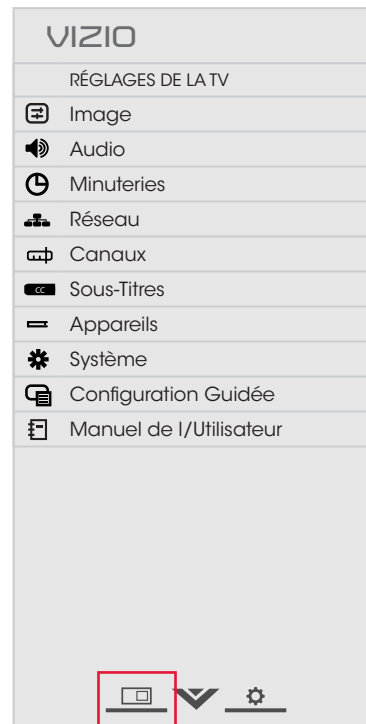 VIZIO
RÉGLAGES DE LA TV
Image
Audio
Minuteries
Réseau
Canaux
CC Sous-Titres
Appareils
Système
Configuration Guidée
Manuel de l/Utilisateur